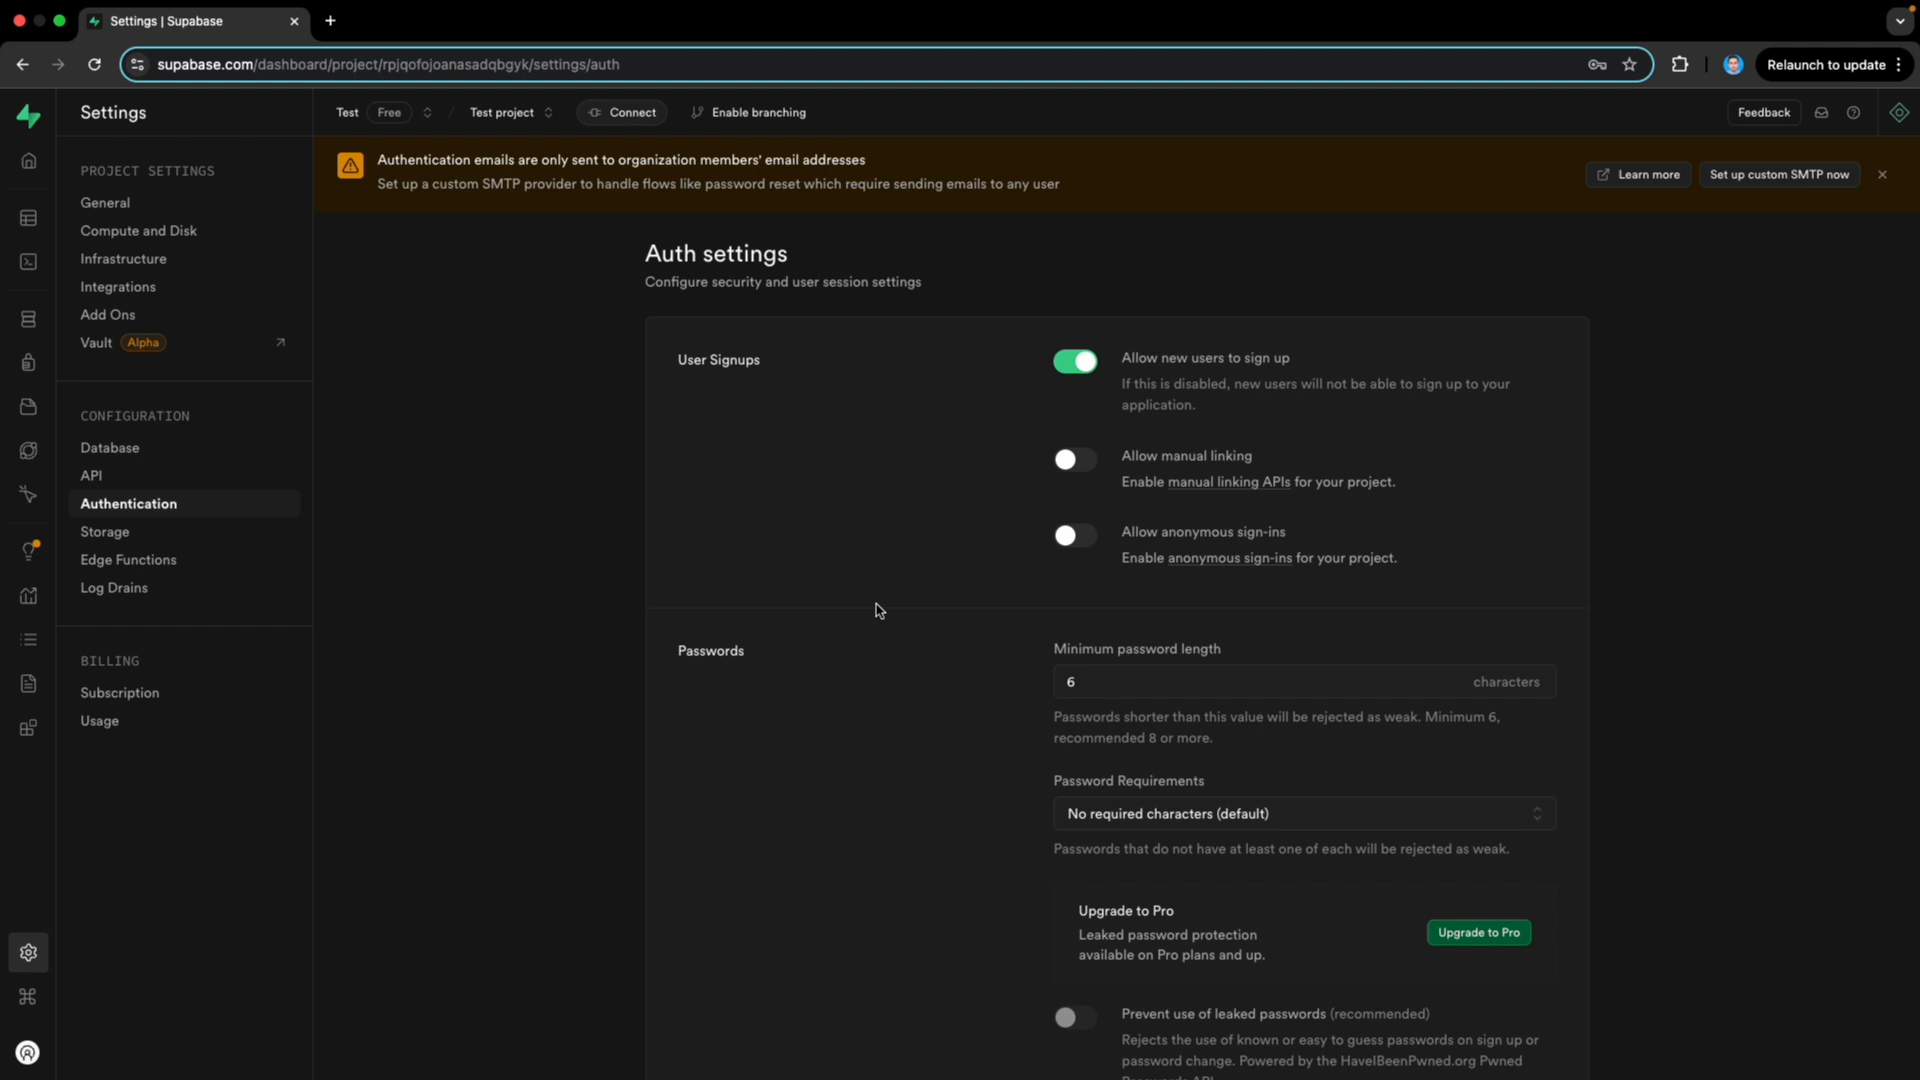 Settings | Supabase
supabase.com/dashboard/project/rpjqofojoanasadqbgyk/settings/auth
Relaunch to update
Settings
Test Free / Test project Connect Enable branching
Feedback
Authentication emails are only sent to organization members' email addresses
Set up a custom SMTP provider to handle flows like password reset which require sending emails to any user
Learn more
Set up custom SMTP now
PROJECT SETTINGS
General
Compute and Disk
Infrastructure
Integrations
Add Ons
Vault Alpha
CONFIGURATION
Database
API
Authentication
Storage
Edge Functions
Log Drains
BILLING
Subscription
Usage
Auth settings
Configure security and user session settings
User Signups
Allow new users to sign up
If this is disabled, new users will not be able to sign up to your
application.
Allow manual linking
Enable manual linking APIs for your project.
Allow anonymous sign-ins
Enable anonymous sign-ins for your project.
Passwords
Minimum password length
6 characters
Passwords shorter than this value will be rejected as weak. Minimum 6,
recommended 8 or more.
Password Requirements
No required characters (default)
Passwords that do not have at least one of each will be rejected as weak.
Upgrade to Pro
Leaked password protection
available on Pro plans and up.
Upgrade to Pro
Prevent use of leaked passwords (recommended)
Rejects the use of known or easy to guess passwords on sign up or
password change. Powered by the HaveIBeenPwned.org Pwned
Passwords API.